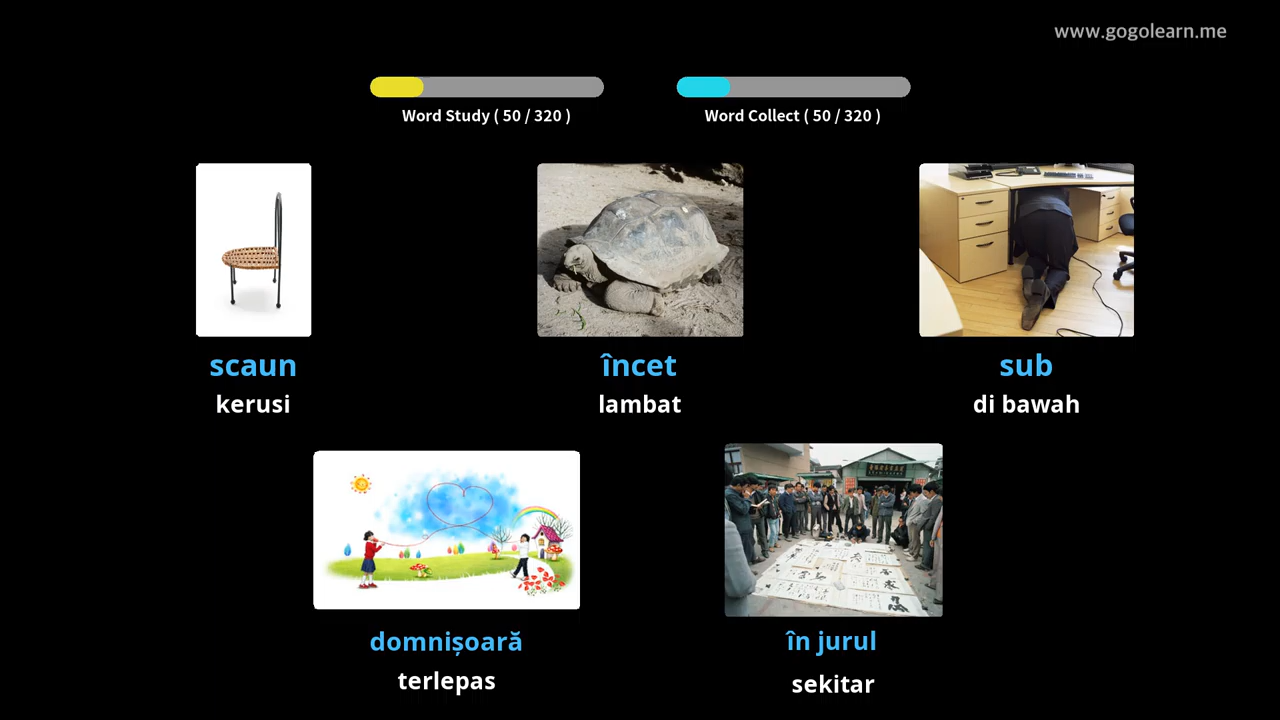 www.gogolearn.me
Word Study ( 50 / 320 )
Word Collect ( 50 / 320 )
scaun
kerusi
încet
lambat
sub
di bawah
domnișoară
terlepas
în jurul
sekitar